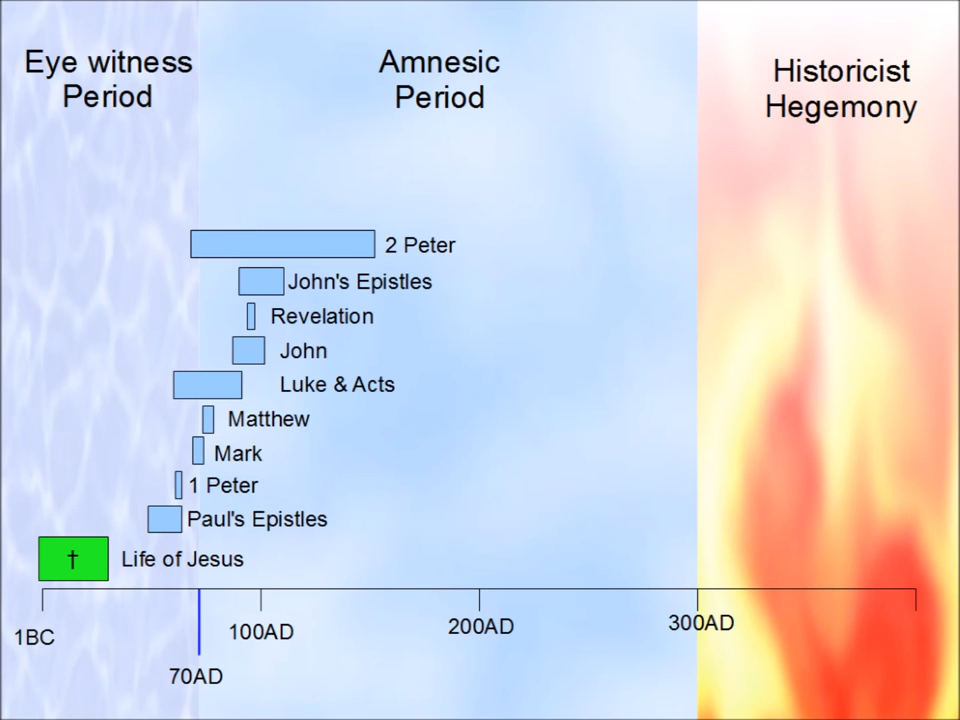 Eye witness
Period
Amnesic
Period
Historicist
Hegemony
2 Peter
John's Epistles
Revelation
John
Luke & Acts
Matthew
Mark
1 Peter
Paul's Epistles
† Life of Jesus
1BC
100AD
200AD
300AD
70AD